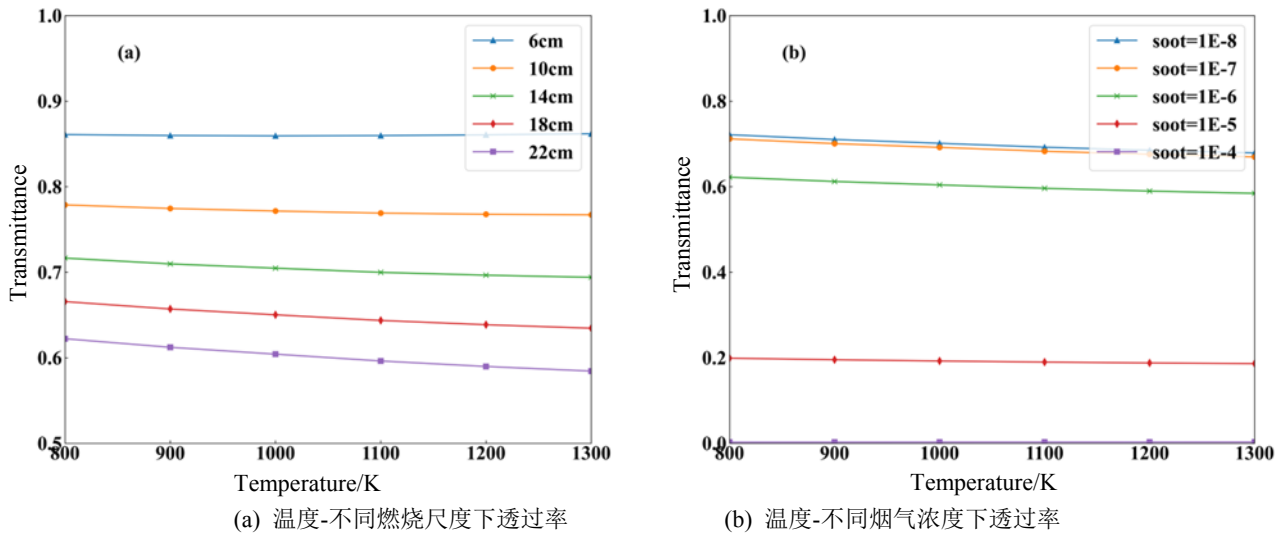 1.0
(a)
6cm
10cm
14cm
18cm
22cm
0.9
0.8
0.7
0.6
0.5
Transmittance
800 900 1000 1100 1200 1300
Temperature/K
(a) 温度-不同燃烧尺度下透过率
1.0
(b)
soot=1E-8
soot=1E-7
soot=1E-6
soot=1E-5
soot=1E-4
0.8
0.6
0.4
0.2
0.0
Transmittance
800 900 1000 1100 1200 1300
Temperature/K
(b) 温度-不同烟气浓度下透过率